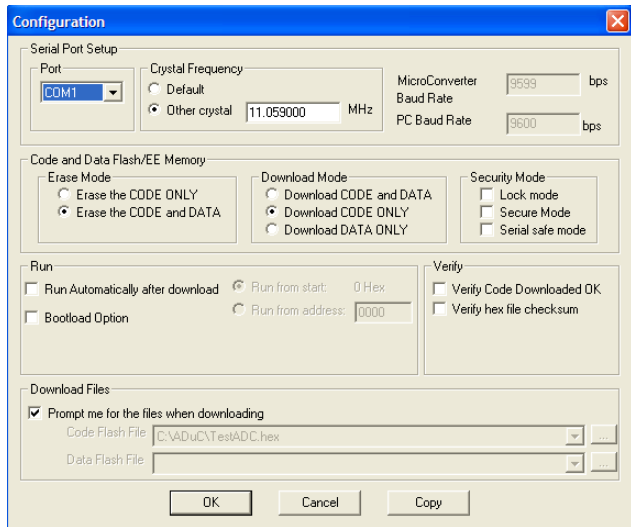 Configuration
Serial Port Setup
Port
COM1
Crystal Frequency
Default
Other crystal 11.059000 MHz
MicroConverter Baud Rate 9599 bps
PC Baud Rate 9600 bps
Code and Data Flash/EE Memory
Erase Mode
Erase the CODE ONLY
Erase the CODE and DATA
Download Mode
Download CODE and DATA
Download CODE ONLY
Download DATA ONLY
Security Mode
Lock mode
Secure Mode
Serial safe mode
Run
Run Automatically after download
Run from start: 0 Hex
Bootload Option
Run from address: 0000
Verify
Verify Code Downloaded OK
Verify hex file checksum
Download Files
Prompt me for the files when downloading
Code Flash File C:\ADuC\TestADC.hex ...
Data Flash File ...
OK Cancel Copy